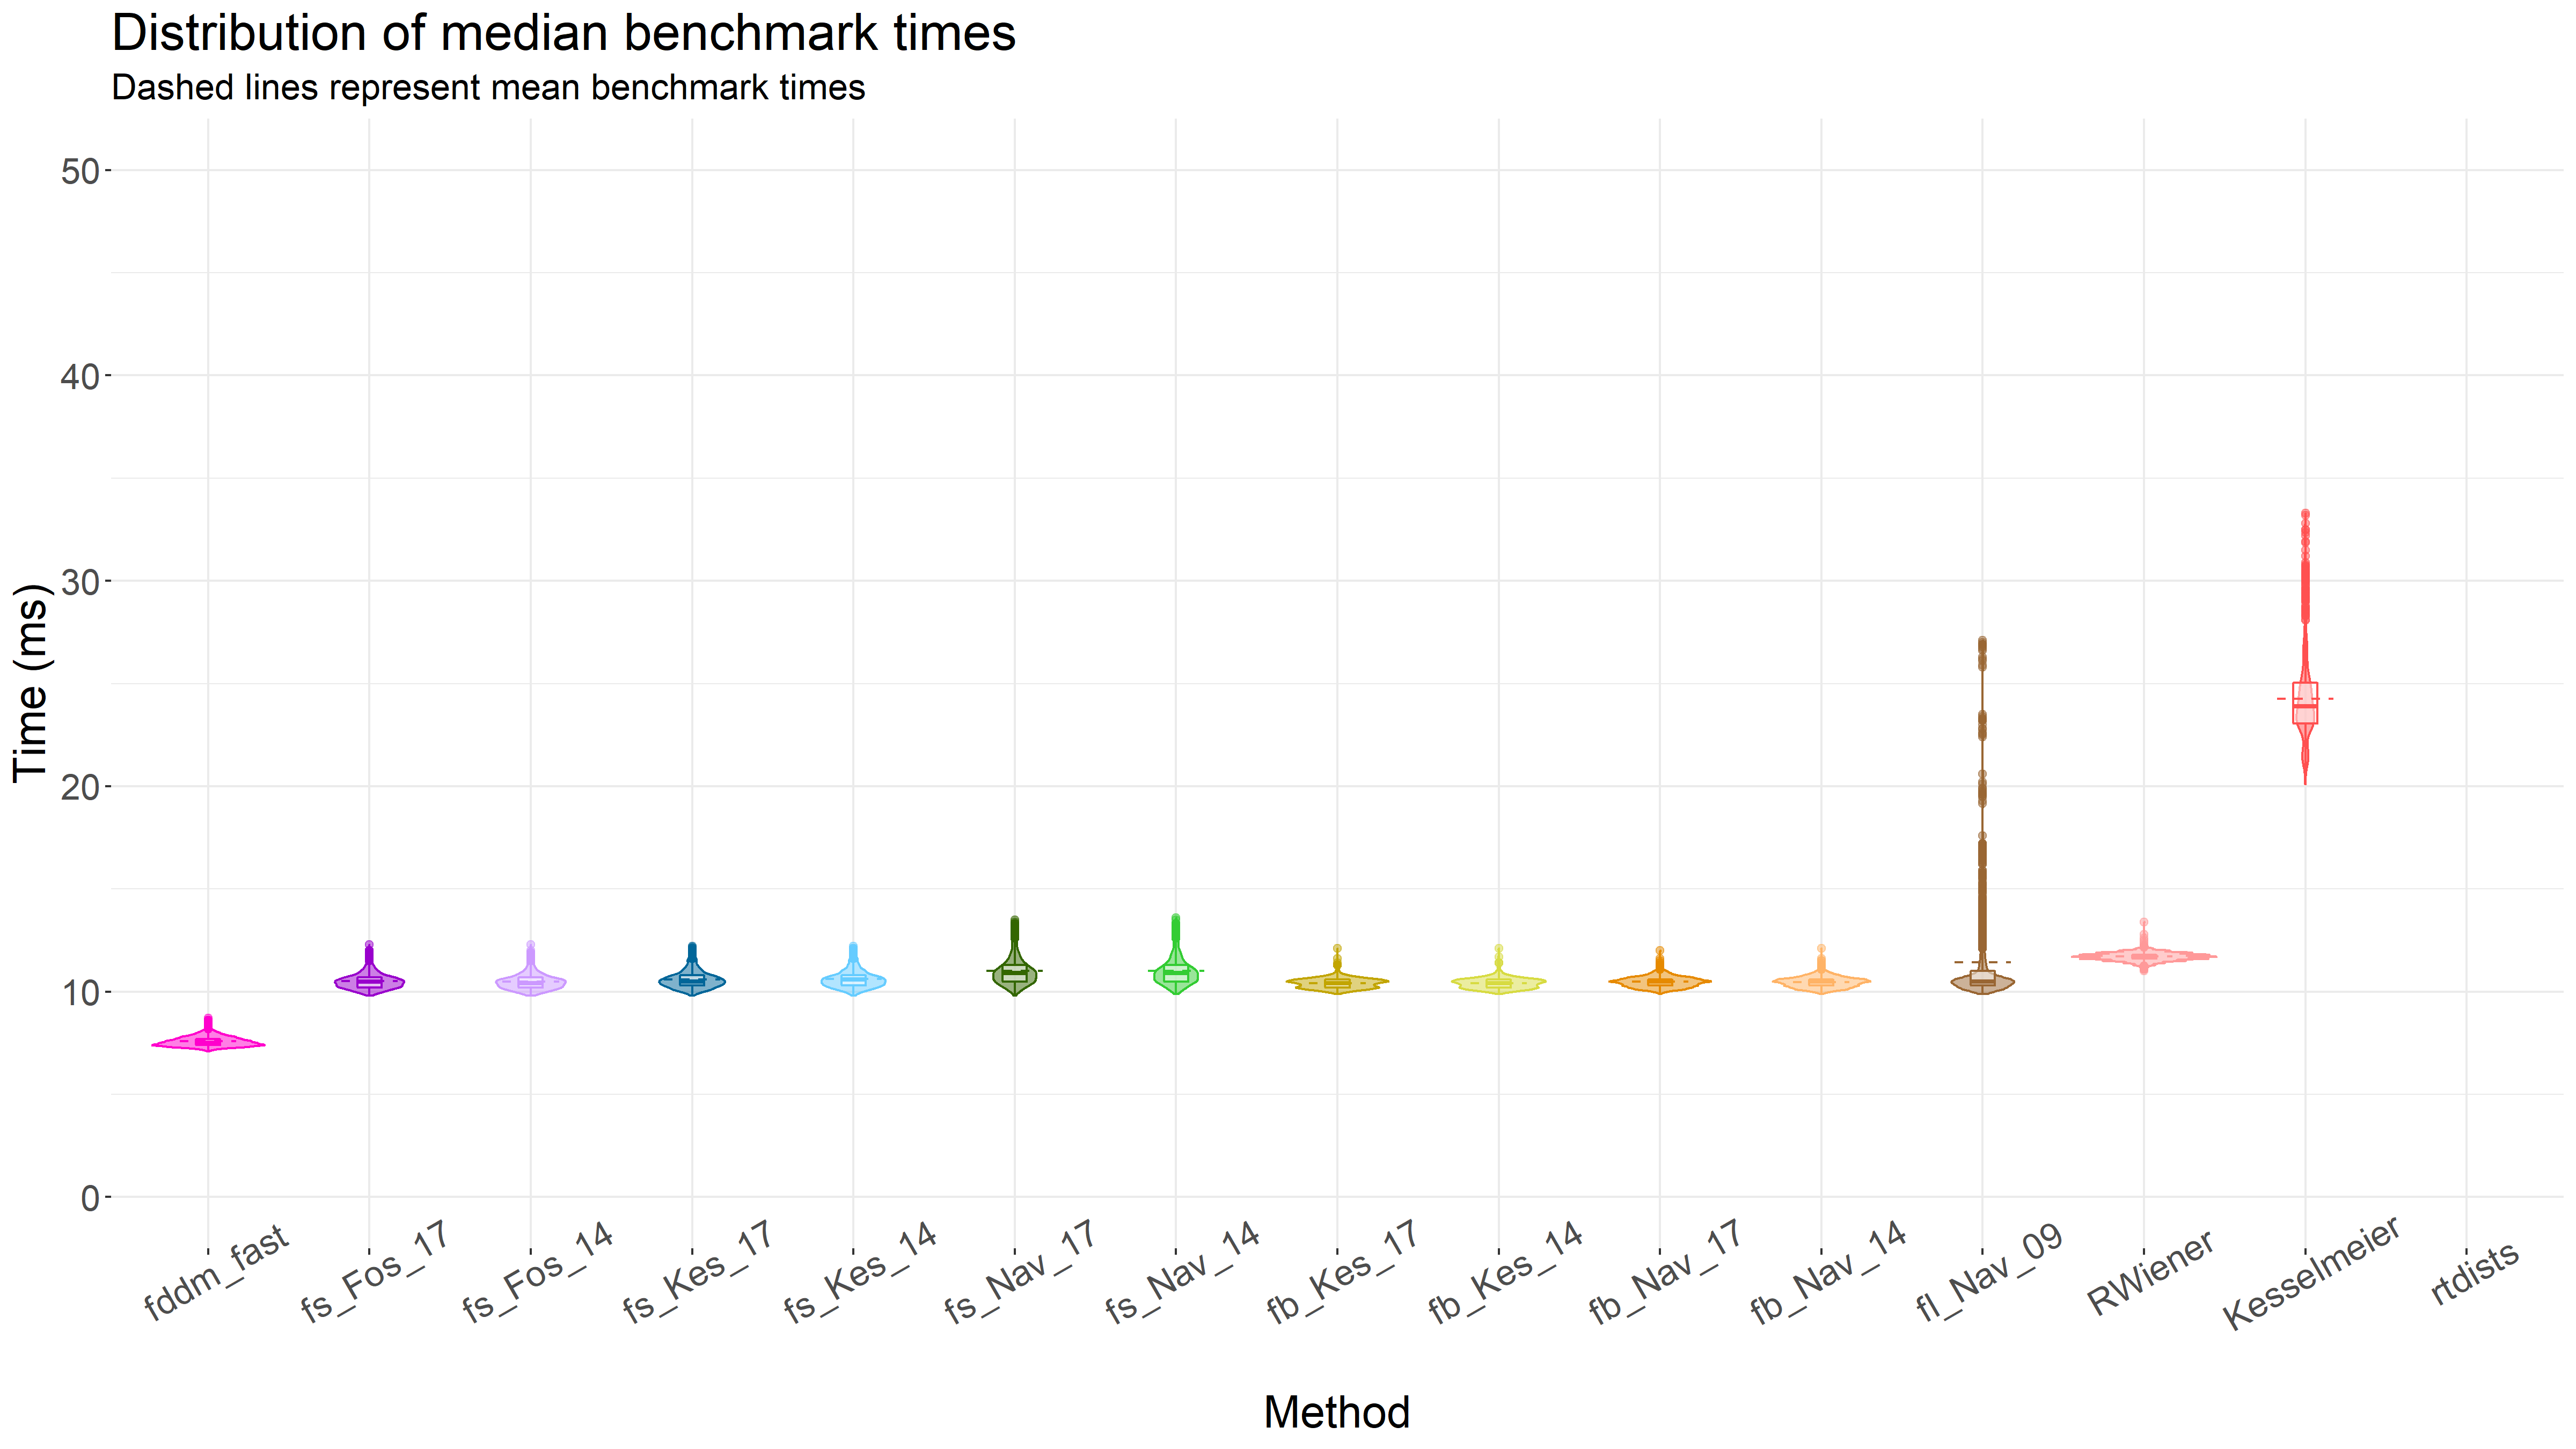 Distribution of median benchmark times
Dashed lines represent mean benchmark times
50
40
30
20
10
0
Time (ms)
fddm_fast
fs_Fos_17
fs_Fos_14
fs_Kes_17
fs_Kes_14
fs_Nav_17
fs_Nav_14
fb_Kes_17
fb_Kes_14
fb_Nav_17
fb_Nav_14
fl_Nav_09
RWiener
Kesselmeier
rtdists
Method